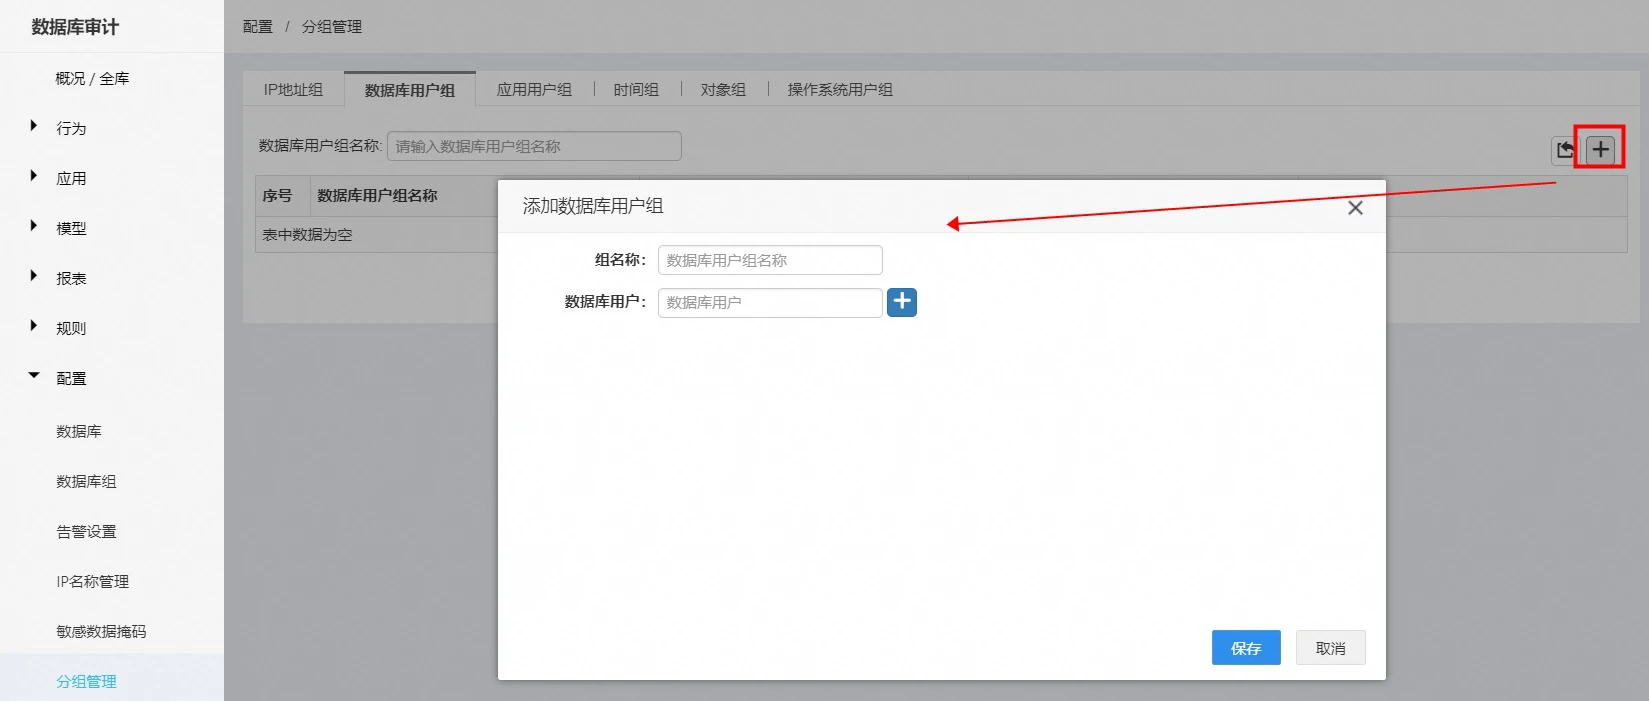 数据库审计
概况 / 全库
行为
应用
模型
报表
规则
配置
数据库
数据库组
告警设置
IP名称管理
敏感数据掩码
分组管理
配置 / 分组管理
IP地址组 数据库用户组 应用用户组 时间组 对象组 操作系统用户组
数据库用户组名称: 请输入数据库用户组名称
序号 数据库用户组名称
表中数据为空
添加数据库用户组
组名称: 数据库用户组名称
数据库用户: 数据库用户
保存 取消